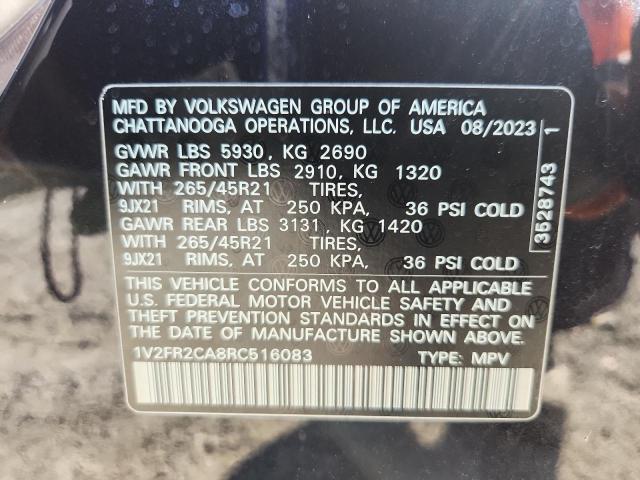 MFD BY VOLKSWAGEN GROUP OF AMERICA
CHATTANOOGA OPERATIONS, LLC. USA 08/2023
GVWR LBS 5930, KG 2690
GAWR FRONT LBS 2910, KG 1320
WITH 265/45R21 TIRES,
9JX21 RIMS, AT 250 KPA, 36 PSI COLD
GAWR REAR LBS 3131, KG 1420
WITH 265/45R21 TIRES,
9JX21 RIMS, AT 250 KPA, 36 PSI COLD
THIS VEHICLE CONFORMS TO ALL APPLICABLE
U.S. FEDERAL MOTOR VEHICLE SAFETY AND
THEFT PREVENTION STANDARDS IN EFFECT ON
THE DATE OF MANUFACTURE SHOWN ABOVE.
1V2FR2CA8RC516083 TYPE: MPV
3528743 1